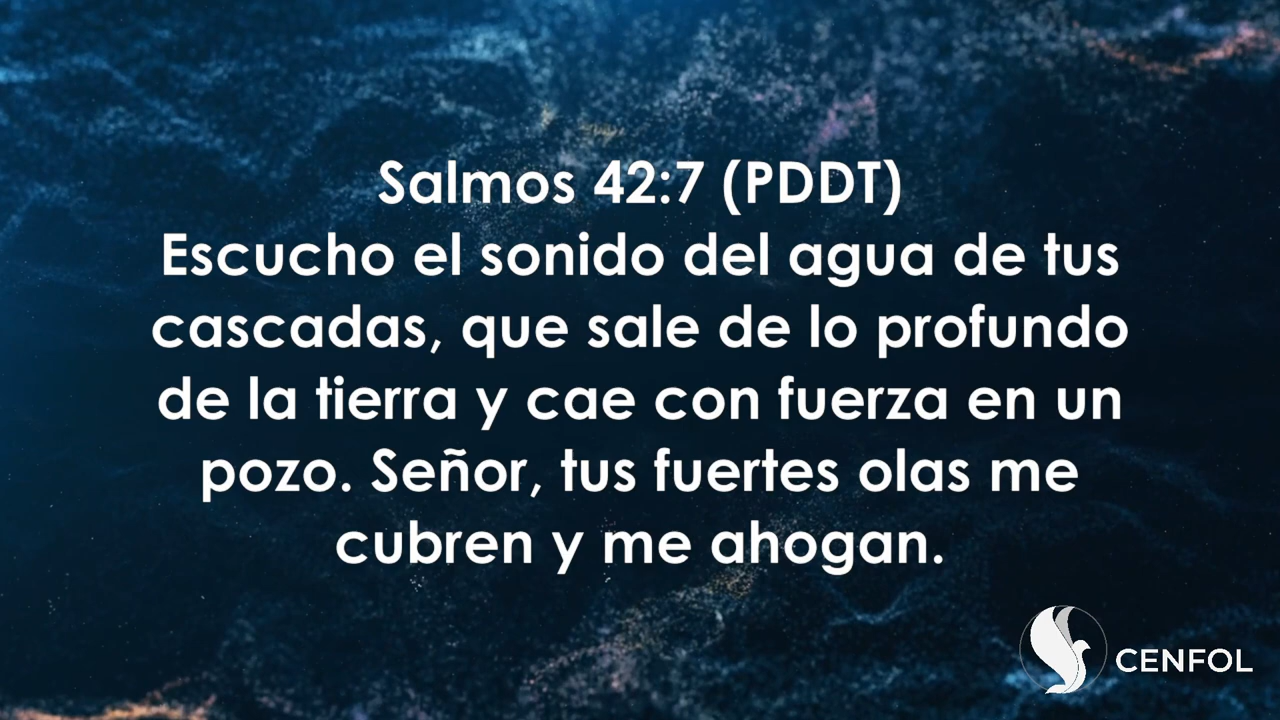 Salmos 42:7 (PDDT)
Escucho el sonido del agua de tus
cascadas, que sale de lo profundo
de la tierra y cae con fuerza en un
pozo. Señor, tus fuertes olas me
cubren y me ahogan.
CENFOL